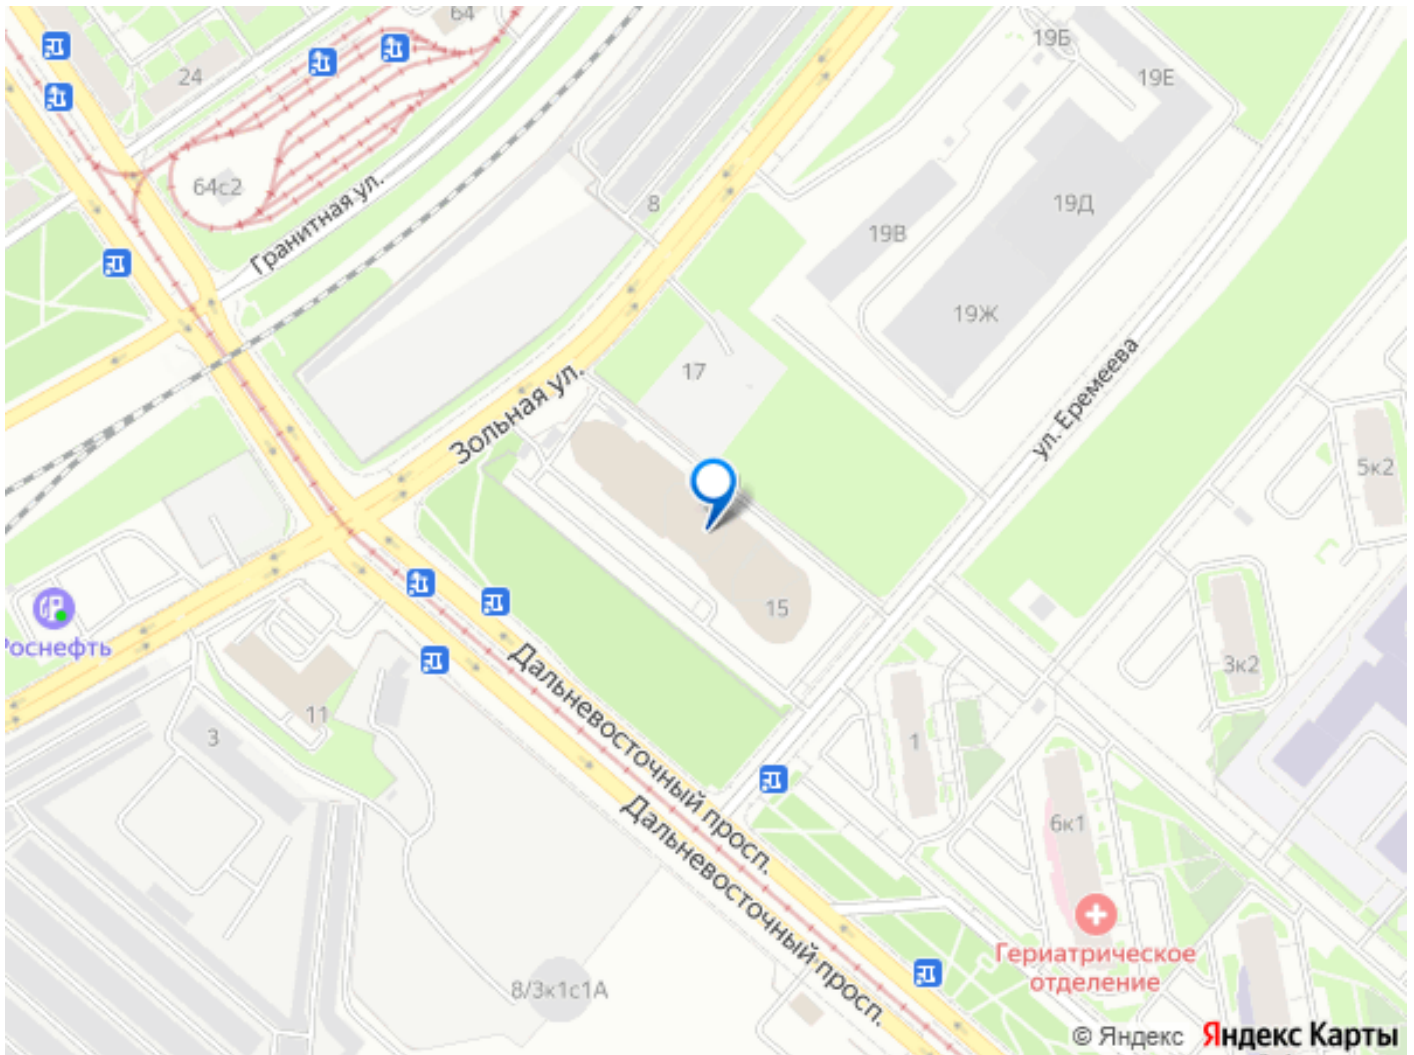 64
24
19Б
19Е
64с2
Гранитная ул.
8
19Д
19В
19Ж
17
Зольная ул.
ул. Еремеева
5к2
15
Роснефть
3к2
11
3
1
Дальневосточный просп.
Дальневосточный просп.
6к1
Гериатрическое
отделение
8/3к1с1А
© Яндекс Яндекс Карты